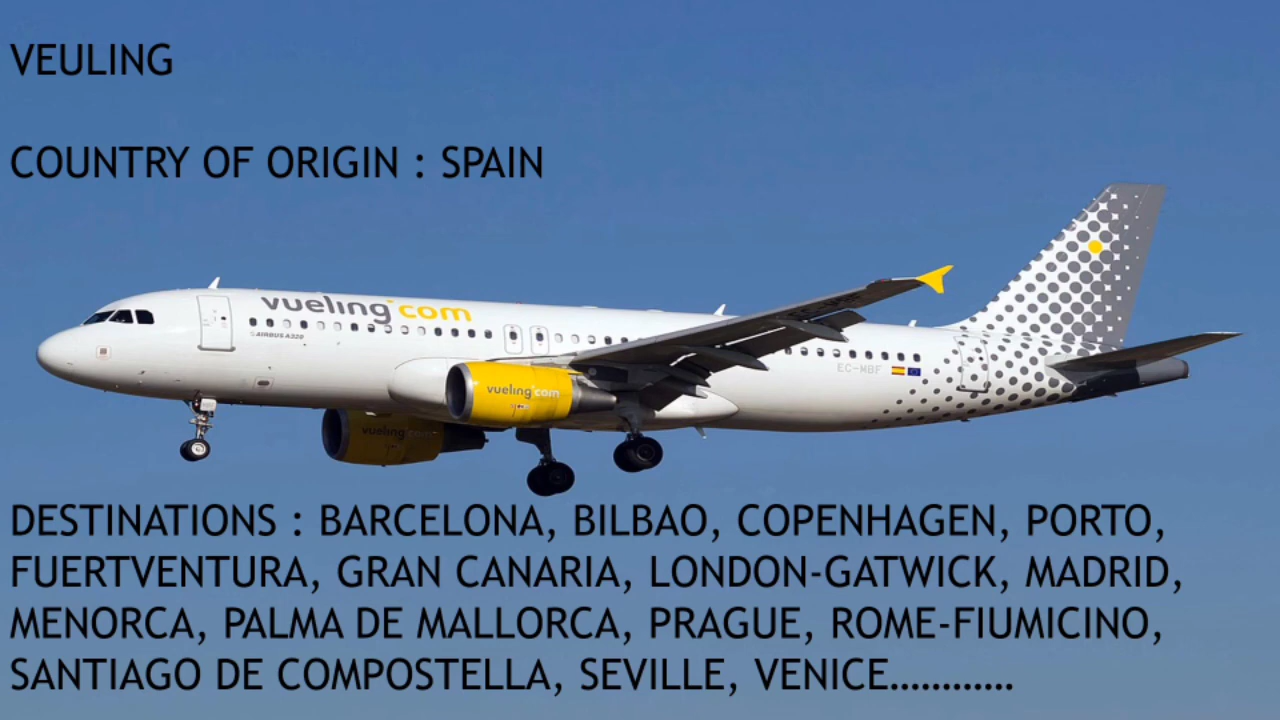 VEULING
COUNTRY OF ORIGIN : SPAIN
vueling.com
AIRBUS A320
EC-MBF
vueling.com
vueling.com
DESTINATIONS : BARCELONA, BILBAO, COPENHAGEN, PORTO,
FUERTVENTURA, GRAN CANARIA, LONDON-GATWICK, MADRID,
MENORCA, PALMA DE MALLORCA, PRAGUE, ROME-FIUMICINO,
SANTIAGO DE COMPOSTELLA, SEVILLE, VENICE............